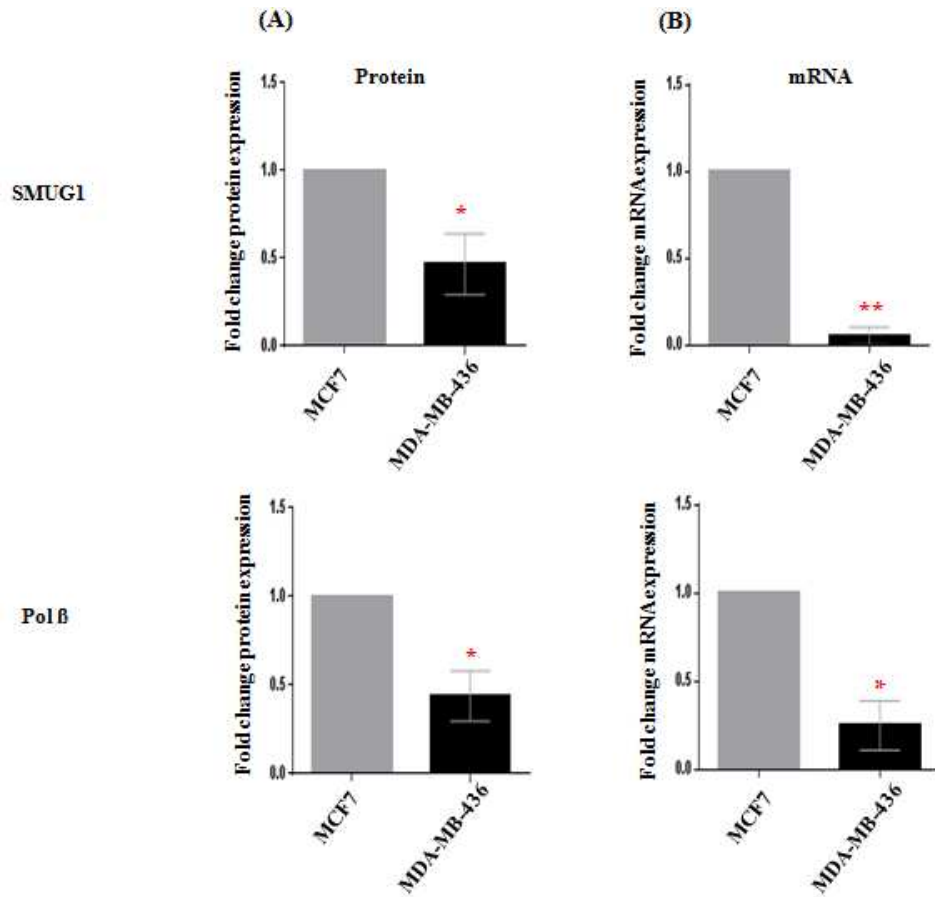 (A)
(B)
Protein
mRNA
SMUG1
Fold change protein expression
1.5
1.0
0.5
0.0
*
MCF7
MDA-MB-436
Fold change mRNA expression
1.5
1.0
0.5
0.0
**
MCF7
MDA-MB-436
Pol ß
Fold change protein expression
1.5
1.0
0.5
0.0
*
MCF7
MDA-MB-436
Fold change mRNA expression
1.5
1.0
0.5
0.0
*
MCF7
MDA-MB-436